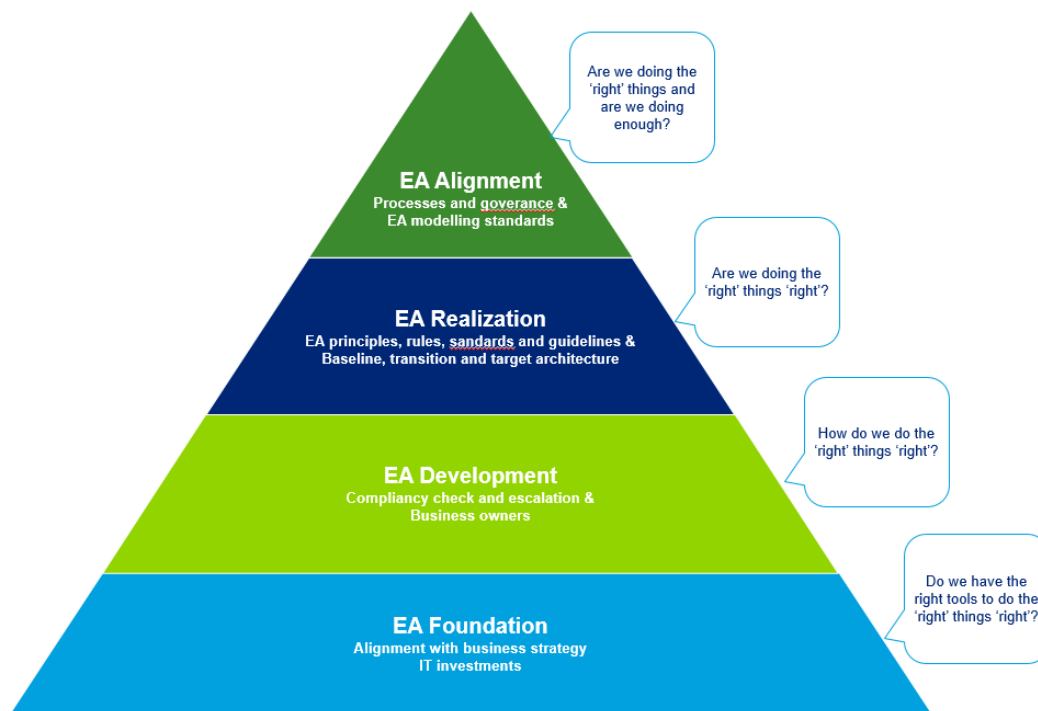 Are we doing the
‘right’ things and
are we doing
enough?
EA Alignment
Processes and goverance &
EA modelling standards
Are we doing the
‘right’ things ‘right’?
EA Realization
EA principles, rules, sandards and guidelines &
Baseline, transition and target architecture
How do we do the
‘right’ things ‘right’?
EA Development
Compliancy check and escalation &
Business owners
Do we have the
right tools to do the
‘right’ things ‘right’?
EA Foundation
Alignment with business strategy
IT investments